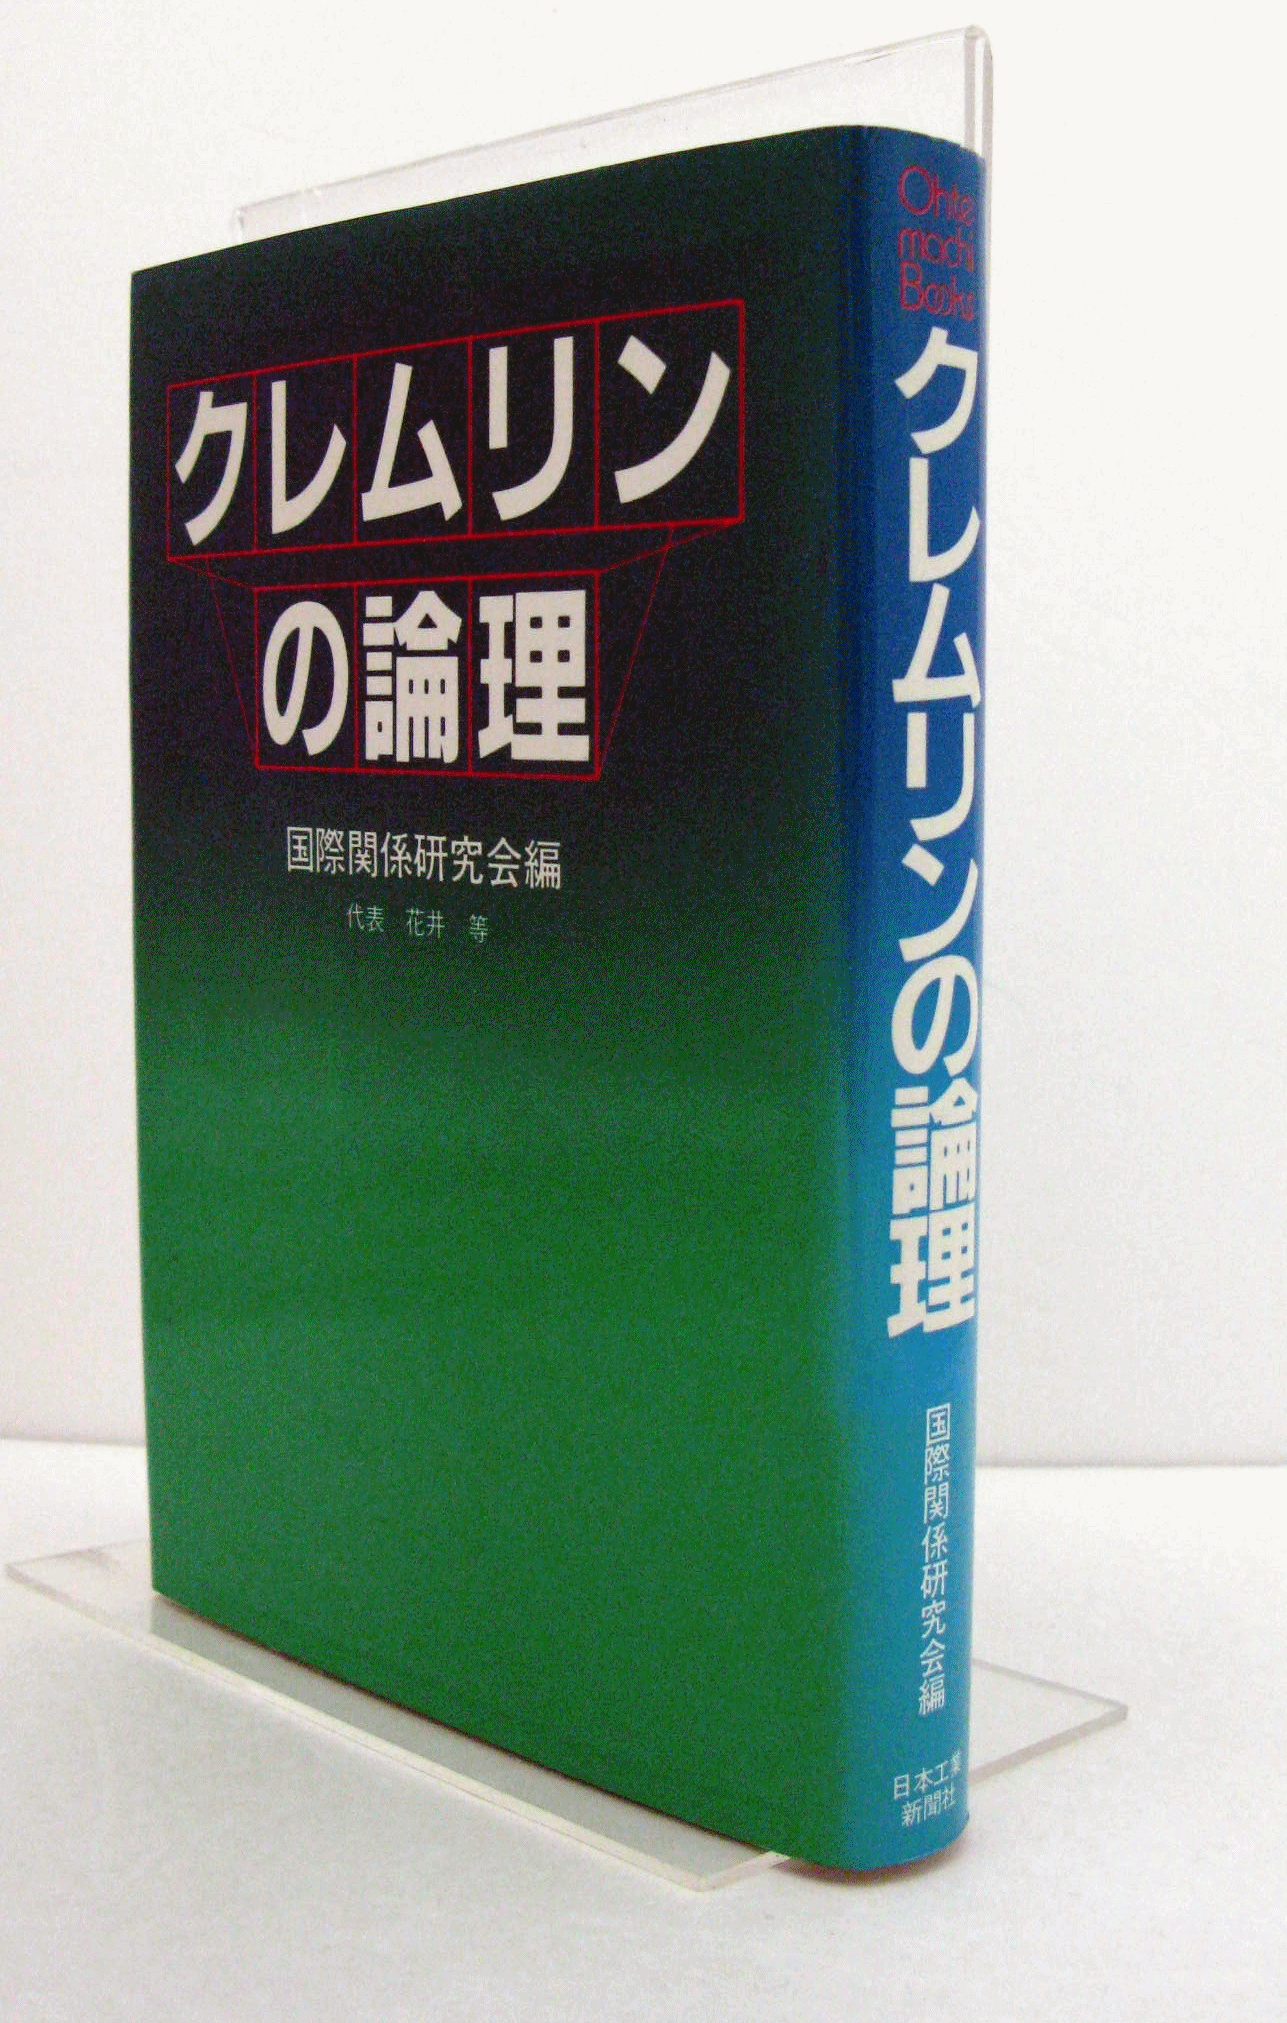 クレムリン
の論理
国際関係研究会編
代表 花井 等
Ohte
machi
Books
クレムリンの論理
国際関係研究会編
日本工業
新聞社